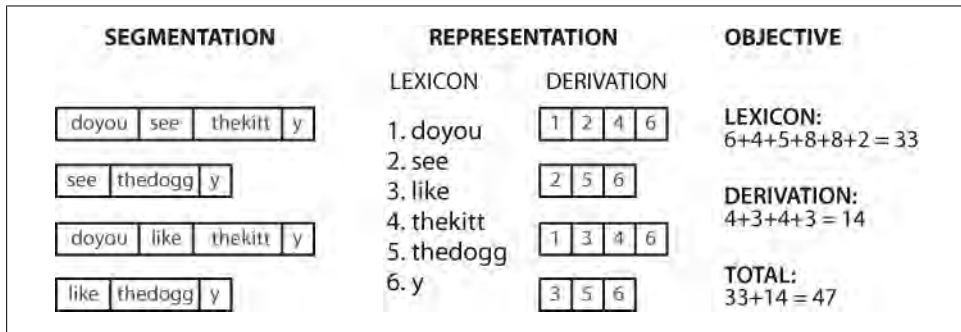 SEGMENTATION
doyou see thekitt y
see thedogg y
doyou like thekitt y
like thedogg y
REPRESENTATION
LEXICON
1. doyou
2. see
3. like
4. thekitt
5. thedogg
6. y
DERIVATION
1 2 4 6
2 5 6
1 3 4 6
3 5 6
OBJECTIVE
LEXICON:
6+4+5+8+8+2 = 33
DERIVATION:
4+3+4+3 = 14
TOTAL:
33+14 = 47